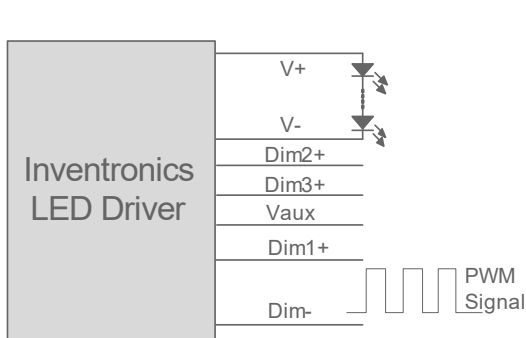 Inventronics
LED Driver
V+
V-
Dim2+
Dim3+
Vaux
Dim1+
Dim-
PWM
Signal